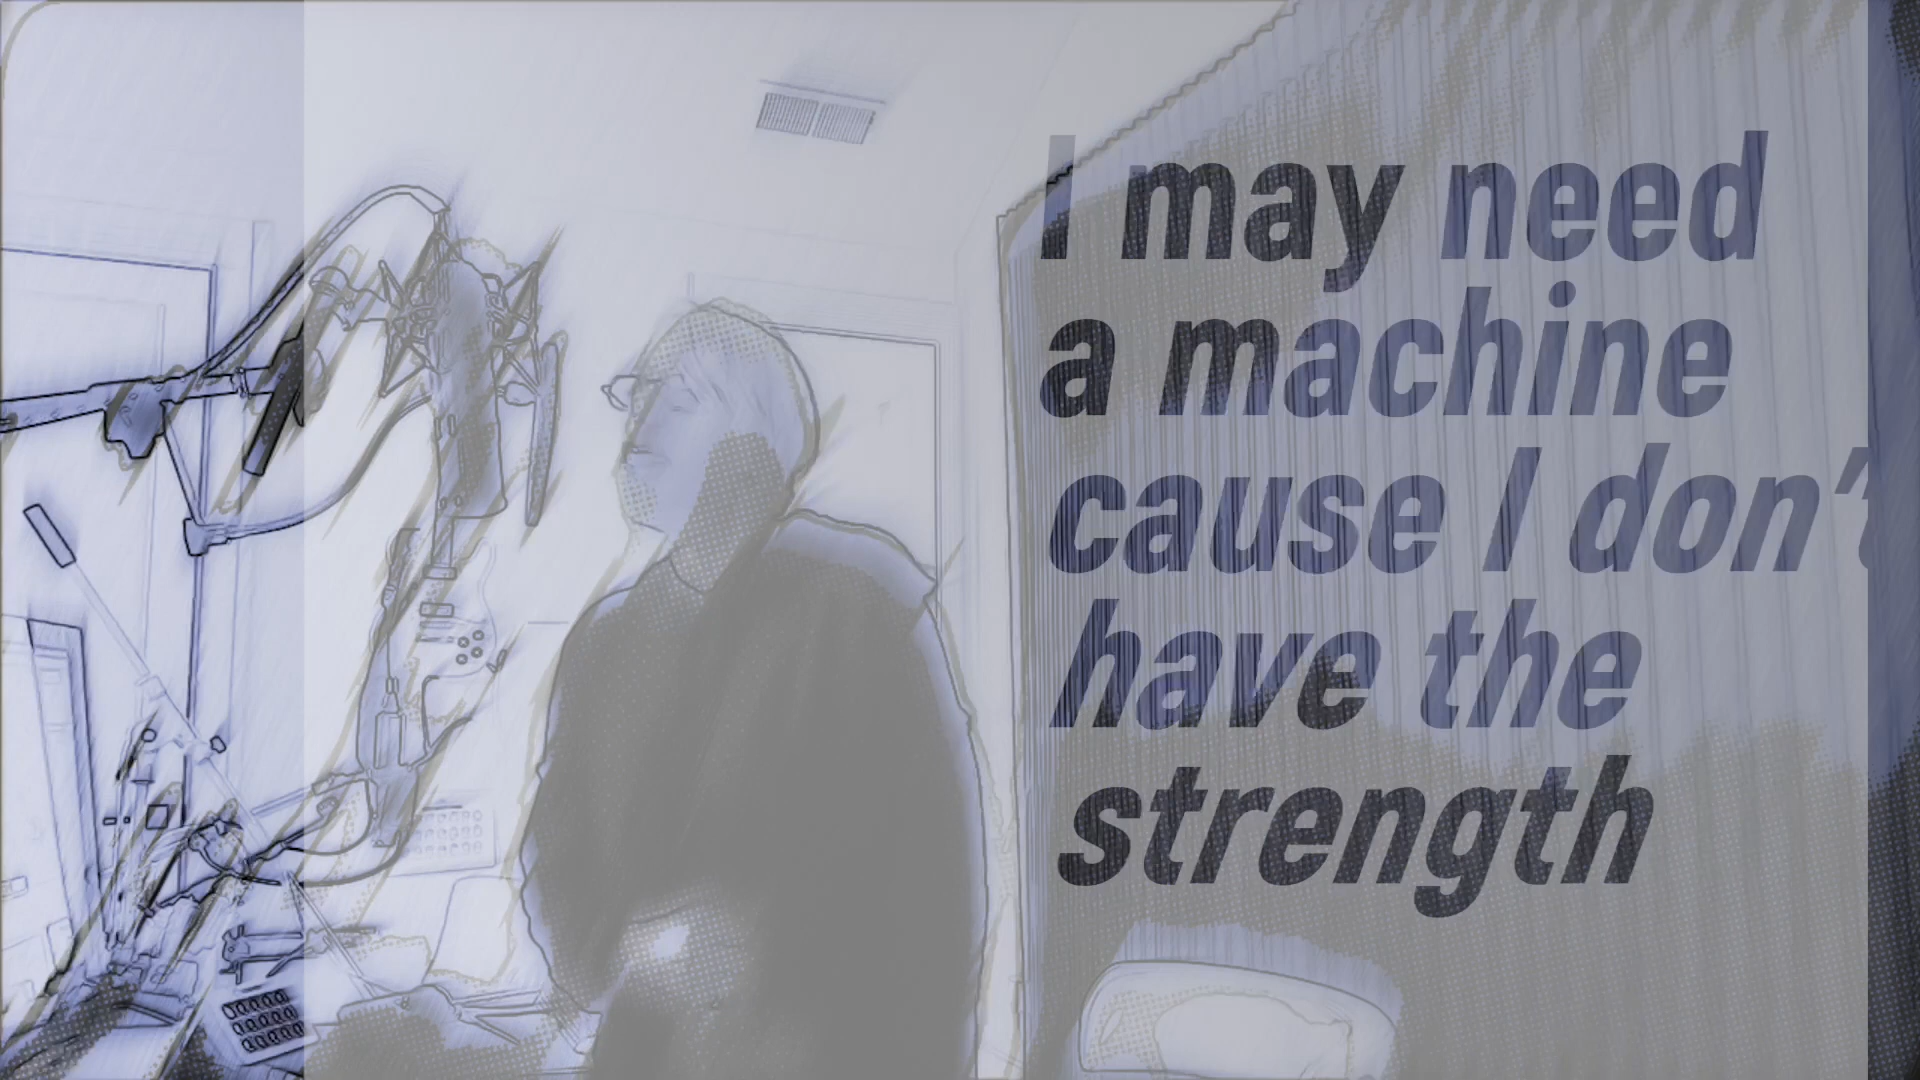 I may need
a machine
cause I don't
have the
strength